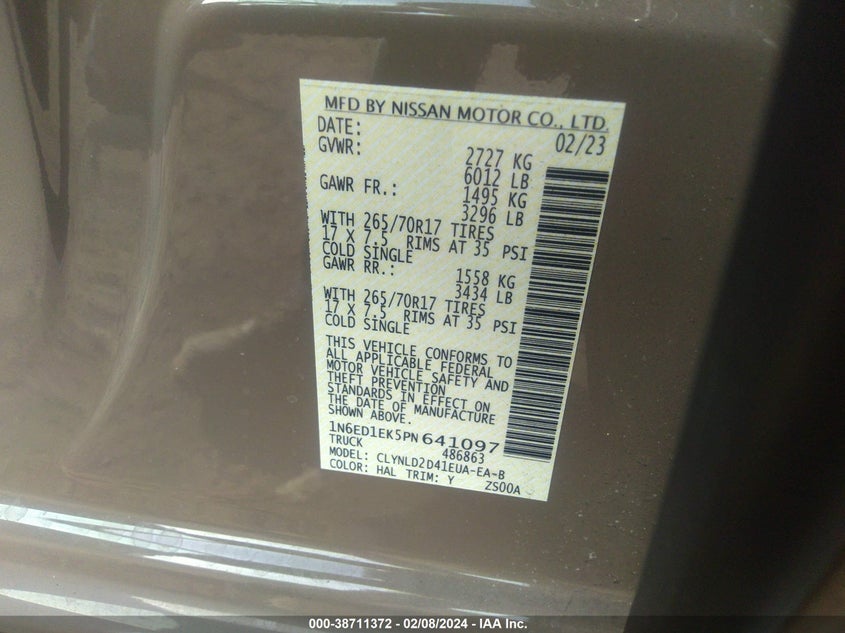 MFD BY NISSAN MOTOR CO., LTD.
DATE: 02/23
GVWR: 2727 KG
6012 LB
GAWR FR.: 1495 KG
3296 LB
WITH 265/70R17 TIRES
17 X 7.5 RIMS AT 35 PSI
COLD SINGLE
GAWR RR.: 1558 KG
3434 LB
WITH 265/70R17 TIRES
17 X 7.5 RIMS AT 35 PSI
COLD SINGLE
THIS VEHICLE CONFORMS TO
ALL APPLICABLE FEDERAL
MOTOR VEHICLE SAFETY AND
THEFT PREVENTION
STANDARDS IN EFFECT ON
THE DATE OF MANUFACTURE
SHOWN ABOVE.
1N6ED1EK5PN641097
TRUCK 486863
MODEL: CLYNLD2D41EUA-EA-B
COLOR: HAL TRIM: Y ZS00A
000-38711372 - 02/08/2024 - IAA Inc.